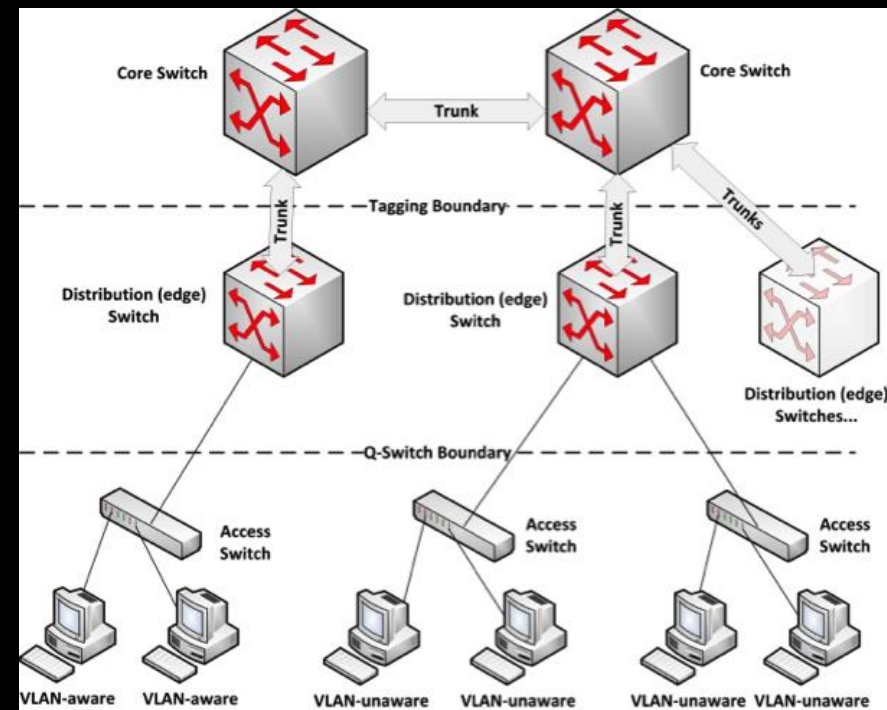 Core Switch
Core Switch
Trunk
Tagging Boundary
Trunk
Trunk
Trunks
Distribution (edge)
Switch
Distribution (edge)
Switch
Distribution (edge)
Switches...
Q-Switch Boundary
Access
Switch
Access
Switch
Access
Switch
VLAN-aware
VLAN-aware
VLAN-unaware
VLAN-unaware
VLAN-unaware
VLAN-unaware